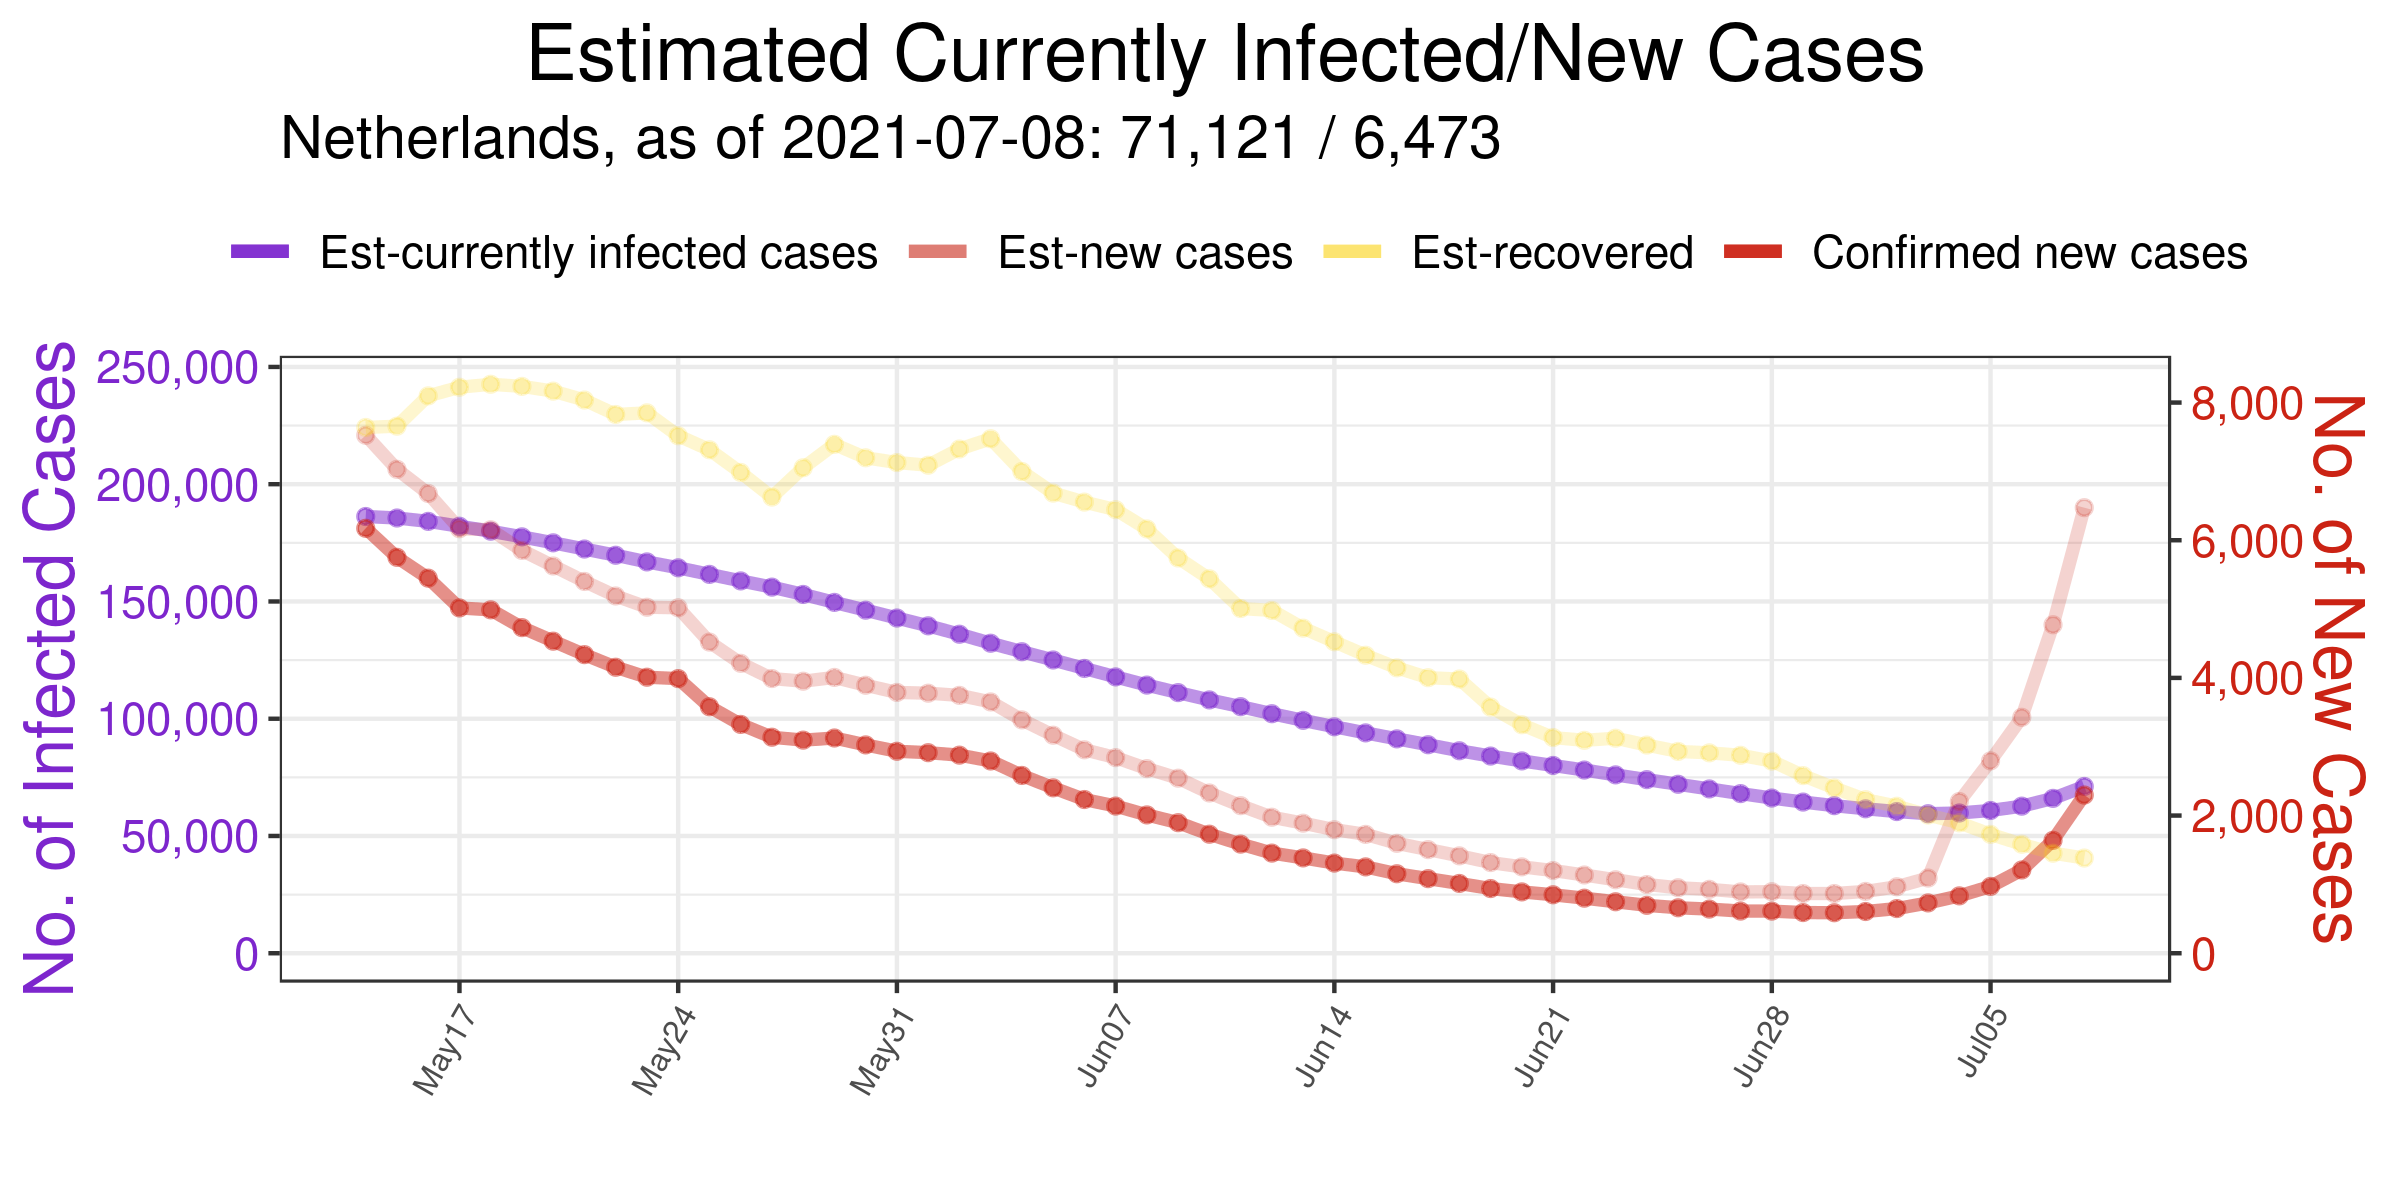 Estimated Currently Infected/New Cases
Netherlands, as of 2021-07-08: 71,121 / 6,473
Est-currently infected cases Est-new cases Est-recovered Confirmed new cases
No. of Infected Cases
250,000
200,000
150,000
100,000
50,000
0
8,000
6,000
4,000
2,000
0
No. of New Cases
May17 May24 May31 Jun07 Jun14 Jun21 Jun28 Jul05